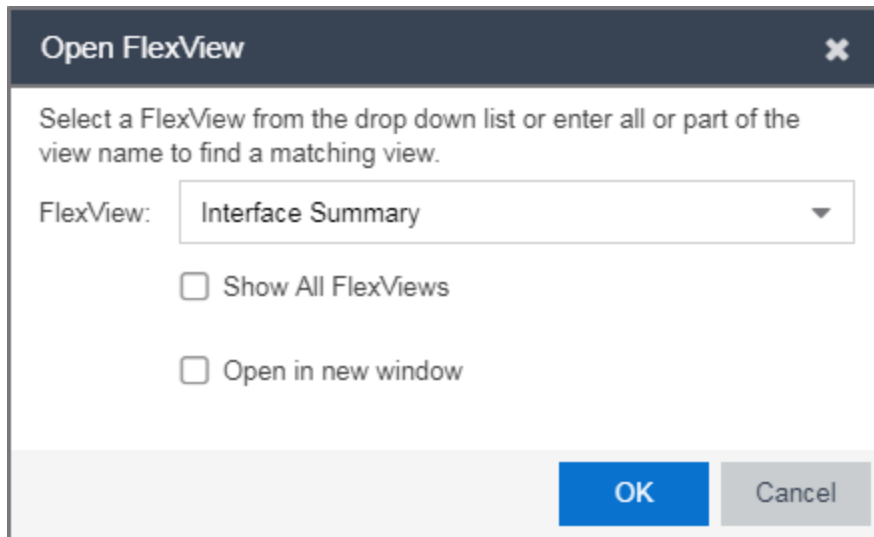 Open FlexView
Select a FlexView from the drop down list or enter all or part of the
view name to find a matching view.
FlexView: Interface Summary
Show All FlexViews
Open in new window
OK Cancel